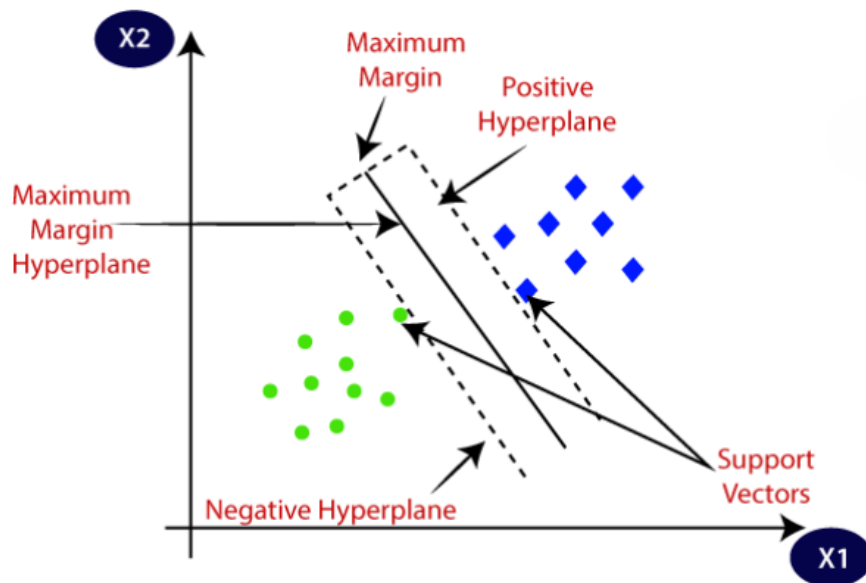 X2
Maximum
Margin
Positive
Hyperplane
Maximum
Margin
Hyperplane
Support
Vectors
Negative Hyperplane
X1